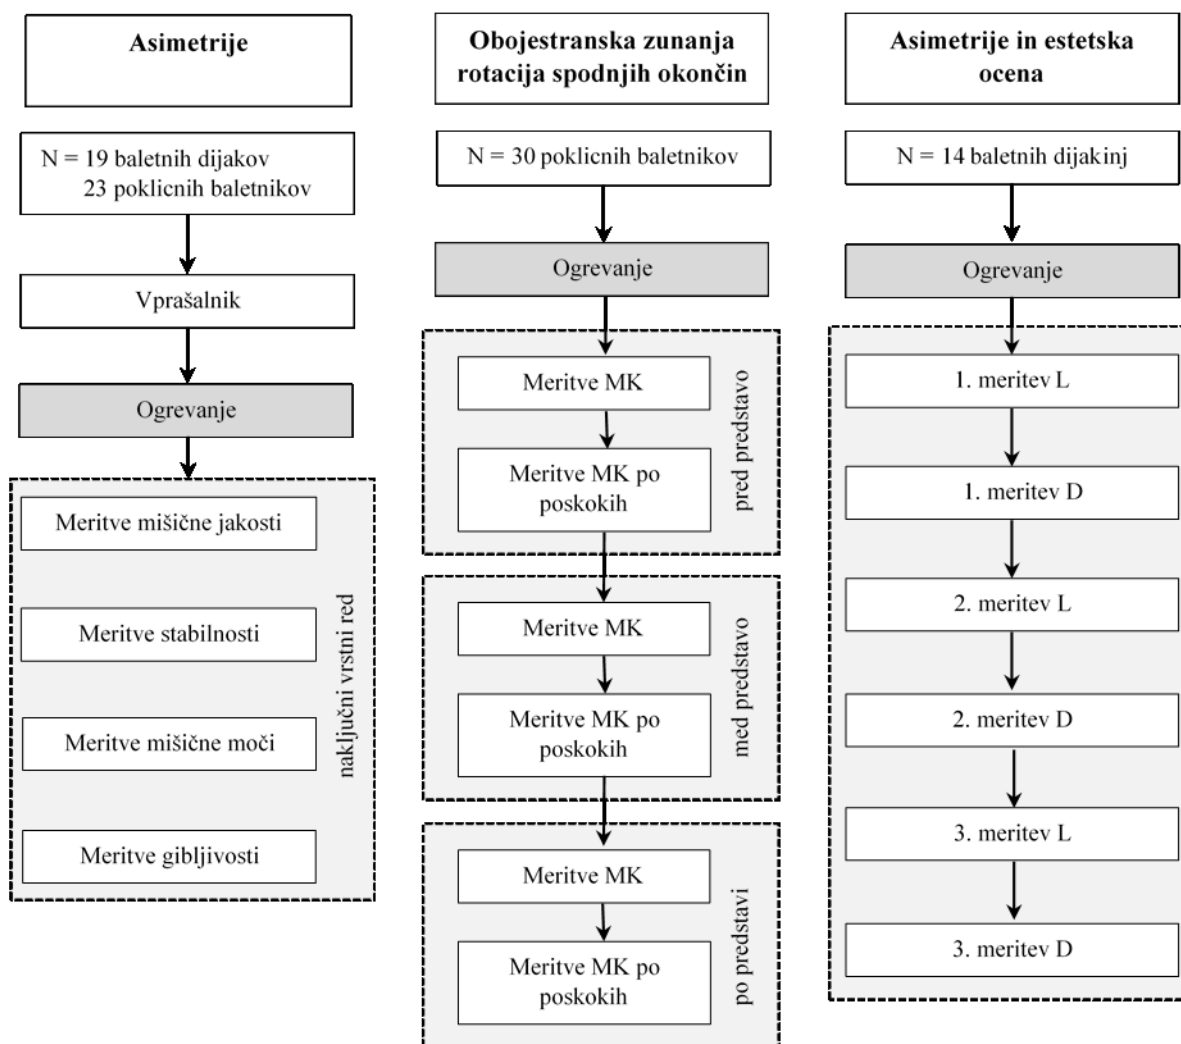 Asimetrije
N = 19 baletnih dijakov
23 poklicnih baletnikov
Vprašalnik
Ogrevanje
Meritve mišične jakosti
Meritve stabilnosti
Meritve mišične moči
Meritve gibljivosti
naključni vrstni red
Obojestranska zunanja
rotacija spodnjih okončin
N = 30 poklicnih baletnikov
Ogrevanje
Meritve MK
Meritve MK po
poskokih
pred predstavo
Meritve MK
Meritve MK po
poskokih
med predstavo
Meritve MK
Meritve MK po
poskokih
po predstavi
Asimetrije in estetska
ocena
N = 14 baletnih dijakinj
Ogrevanje
1. meritev L
1. meritev D
2. meritev L
2. meritev D
3. meritev L
3. meritev D